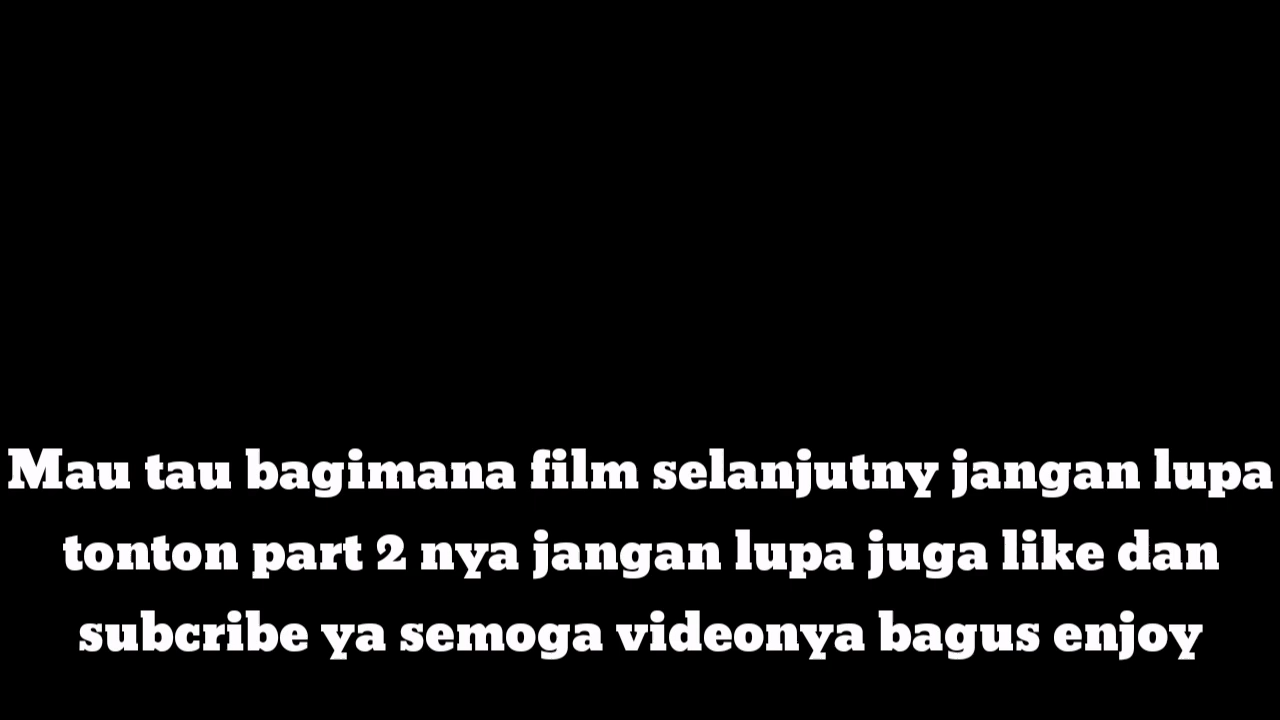 Mau tau bagimana film selanjutny jangan lupa
tonton part 2 nya jangan lupa juga like dan
subcribe ya semoga videonya bagus enjoy